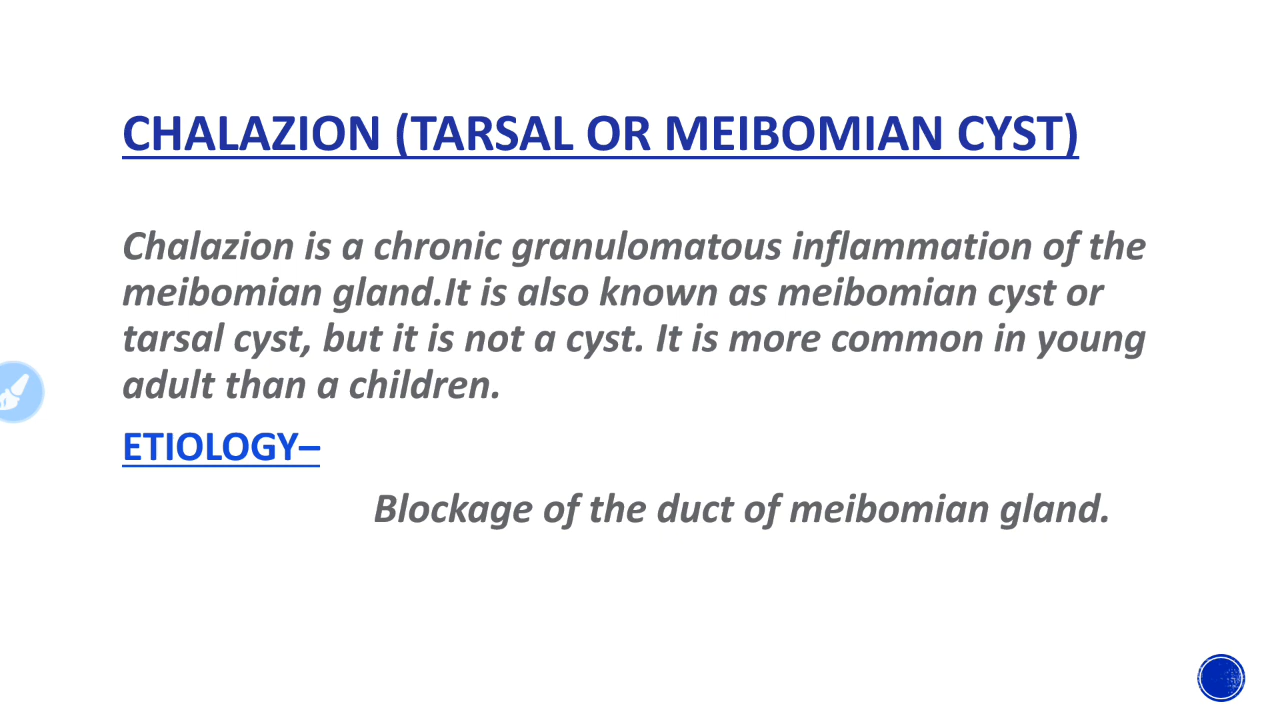 CHALAZION (TARSAL OR MEIBOMIAN CYST)
Chalazion is a chronic granulomatous inflammation of the
meibomian gland.It is also known as meibomian cyst or
tarsal cyst, but it is not a cyst. It is more common in young
adult than a children.
ETIOLOGY–
Blockage of the duct of meibomian gland.